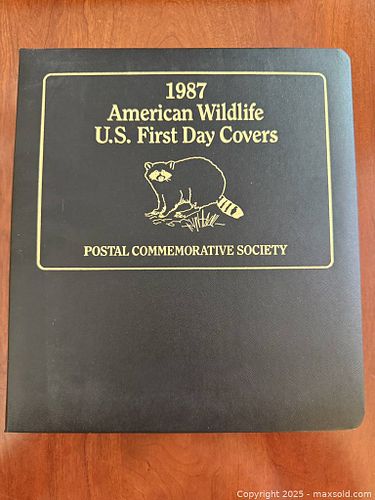 1987
American Wildlife
U.S. First Day Covers
POSTAL COMMEMORATIVE SOCIETY
Copyright © 2025 - maxsold.com